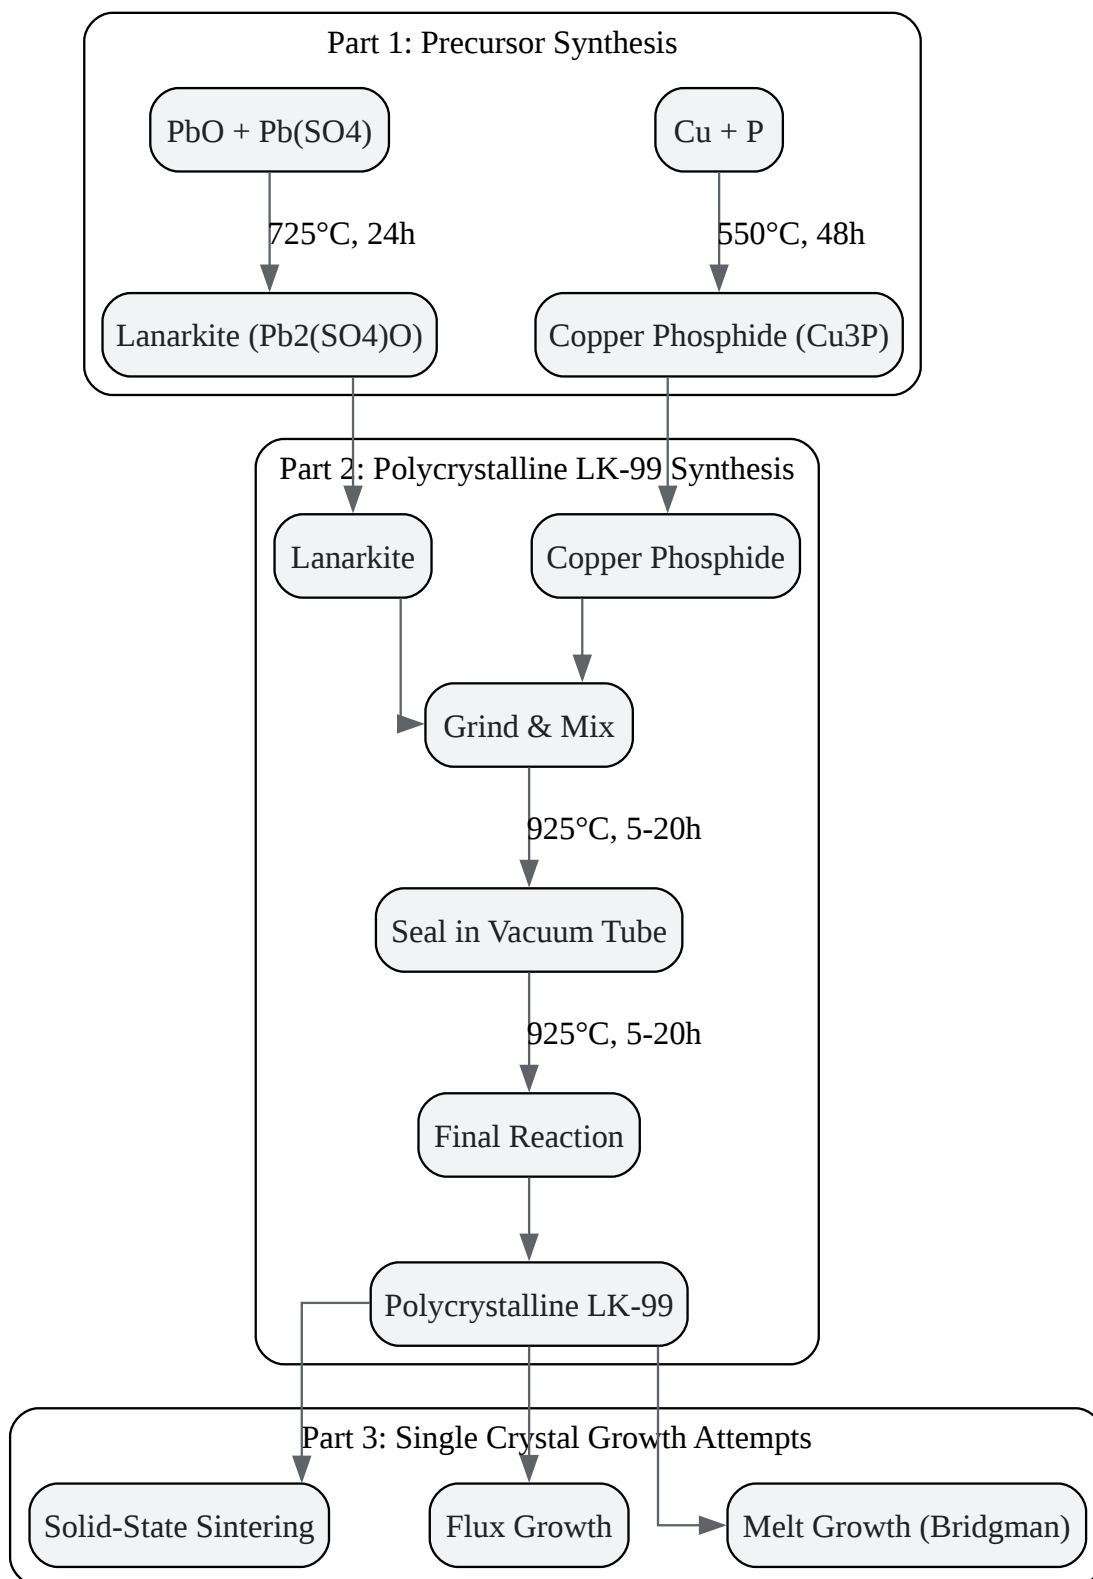 Part 1: Precursor Synthesis
PbO + Pb(SO4)
Cu + P
725°C, 24h
550°C, 48h
Lanarkite (Pb2(SO4)O)
Copper Phosphide (Cu3P)
Part 2: Polycrystalline LK-99 Synthesis
Lanarkite
Copper Phosphide
Grind & Mix
925°C, 5-20h
Seal in Vacuum Tube
925°C, 5-20h
Final Reaction
Polycrystalline LK-99
Part 3: Single Crystal Growth Attempts
Solid-State Sintering
Flux Growth
Melt Growth (Bridgman)